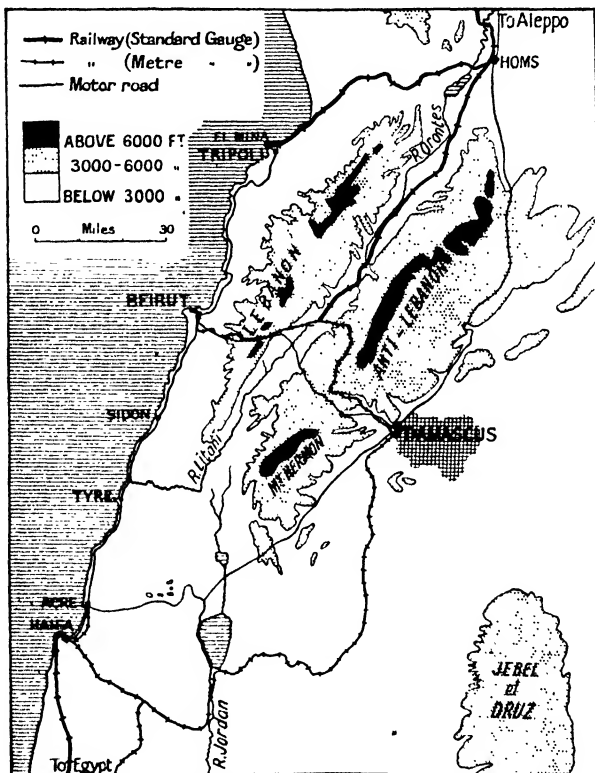 To Aleppo
Railway (Standard Gauge)
" (Metre " " )
Motor road
HOMS
ABOVE 6000 FT
3000-6000 "
BELOW 3000 "
0 Miles 30
EL MINA
TRIPOLI
R. Orontes
LEBANON
ANTI-LEBANON
BEIRUT
SIDON
R. Litani
MT HERMON
DAMASCUS
TYRE
ACRE
HAIFA
JEBEL
et
DRUZ
R. Jordan
To Egypt